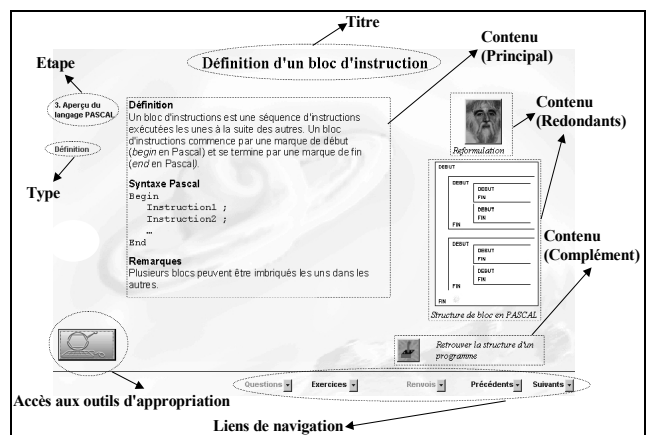 Titre
Définition d'un bloc d'instruction
Contenu
(Principal)
Etape
3. Aperçu du
langage PASCAL
Définition
Type
Définition
Un bloc d'instructions est une séquence d'instructions
exécutées les unes à la suite des autres. Un bloc
d'instructions commence par une marque de début
(begin en Pascal) et se termine par une marque de fin
(end en Pascal).
Syntaxe Pascal
Begin
Instruction1 ;
Instruction2 ;
…
End
Remarques
Plusieurs blocs peuvent être imbriqués les uns dans les
autres.
Reformulation
Contenu
(Redondants)
DEBUT
DEBUT
DEBUT
FIN
DEBUT
FIN
FIN
DEBUT
DEBUT
FIN
DEBUT
FIN
FIN
FIN
Structure de bloc en PASCAL
Contenu
(Complément)
Retrouver la structure d'un
programme
Accès aux outils d'appropriation
Questions Exercices Renvois Précédents Suivants
Liens de navigation